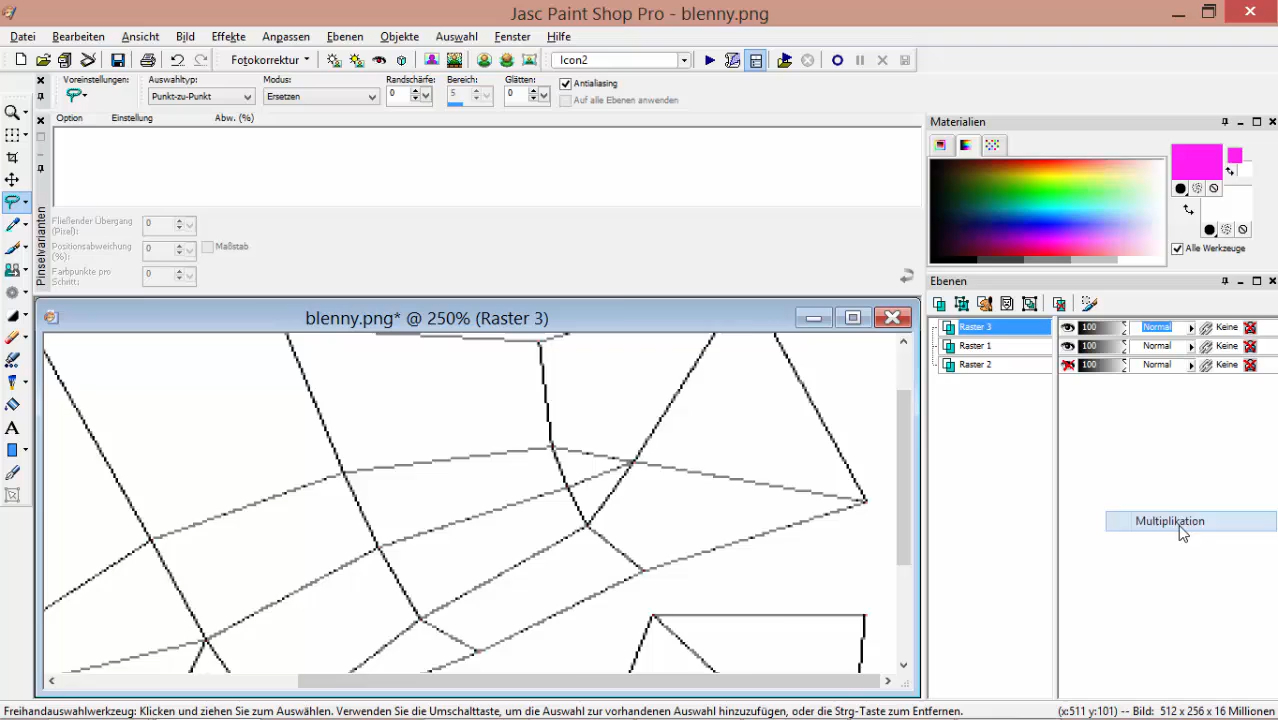 Jasc Paint Shop Pro - blenny.png
Datei Bearbeiten Ansicht Bild Effekte Anpassen Ebenen Objekte Auswahl Fenster Hilfe
Fotokorrektur Icon2
Voreinstellungen: Auswahltyp: Modus: Randschärfe: Bereich: Glätten: Antialiasing
Punkt-zu-Punkt Ersetzen 0 5 0 Auf alle Ebenen anwenden
Option Einstellung Abw. (%)
Fließender Übergang (Pixel): 0
Positionsabweichung (%): 0 Maßstab
Farbpunkte pro Schritt: 0
Pinselvarianten
Materialien
Alle Werkzeuge
Ebenen
Raster 3 100 Normal Keine
Raster 1 100 Normal Keine
Raster 2 100 Normal Keine
Multiplikation
blenny.png* @ 250% (Raster 3)
A
Freihandauswahlwerkzeug: Klicken und ziehen Sie zum Auswählen. Verwenden Sie die Umschalttaste, um die Auswahl zur vorhandenen Auswahl hinzuzufügen, oder die Strg-Taste zum Entfernen. (x:511 y:101) -- Bild: 512 x 256 x 16 Millionen